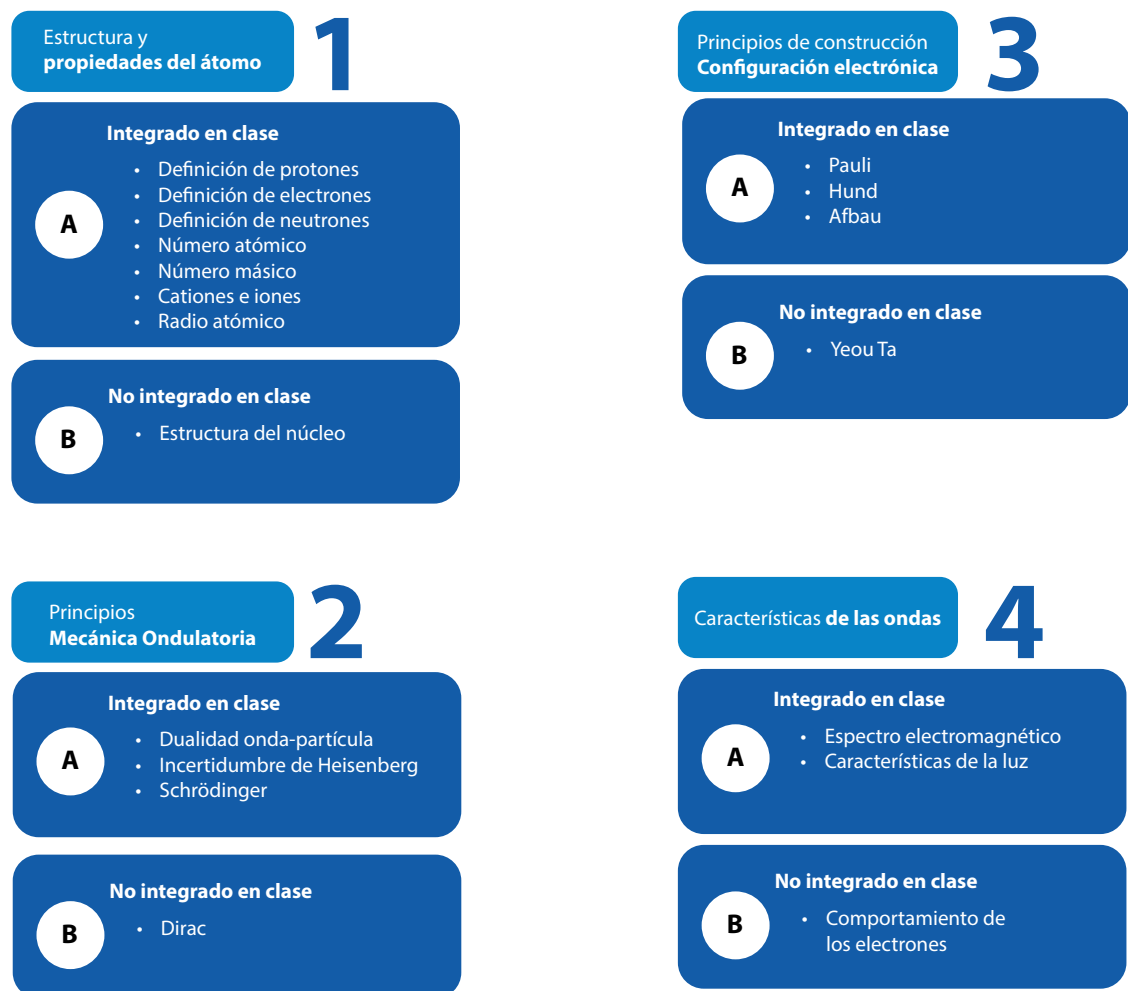 Estructura y
propiedades del átomo
1
Integrado en clase
A
• Definición de protones
• Definición de electrones
• Definición de neutrones
• Número atómico
• Número másico
• Cationes e iones
• Radio atómico
No integrado en clase
B
• Estructura del núcleo
Principios
Mecánica Ondulatoria
2
Integrado en clase
A
• Dualidad onda-partícula
• Incertidumbre de Heisenberg
• Schrödinger
No integrado en clase
B
• Dirac
Principios de construcción
Configuración electrónica
3
Integrado en clase
A
• Pauli
• Hund
• Afbau
No integrado en clase
B
• Yeou Ta
Características de las ondas
4
Integrado en clase
A
• Espectro electromagnético
• Características de la luz
No integrado en clase
B
• Comportamiento de
los electrones